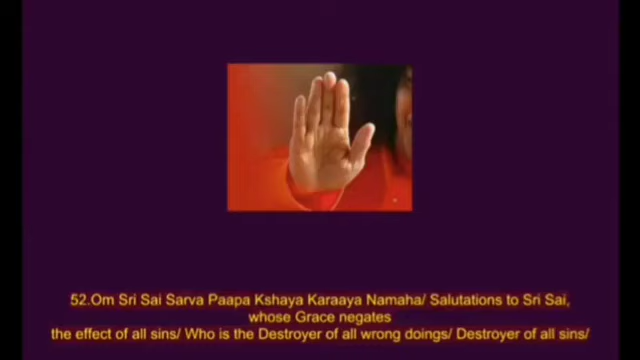 52.Om Sri Sai Sarva Paapa Kshaya Karaaya Namaha/ Salutations to Sri Sai,
whose Grace negates
the effect of all sins/ Who is the Destroyer of all wrong doings/ Destroyer of all sins/